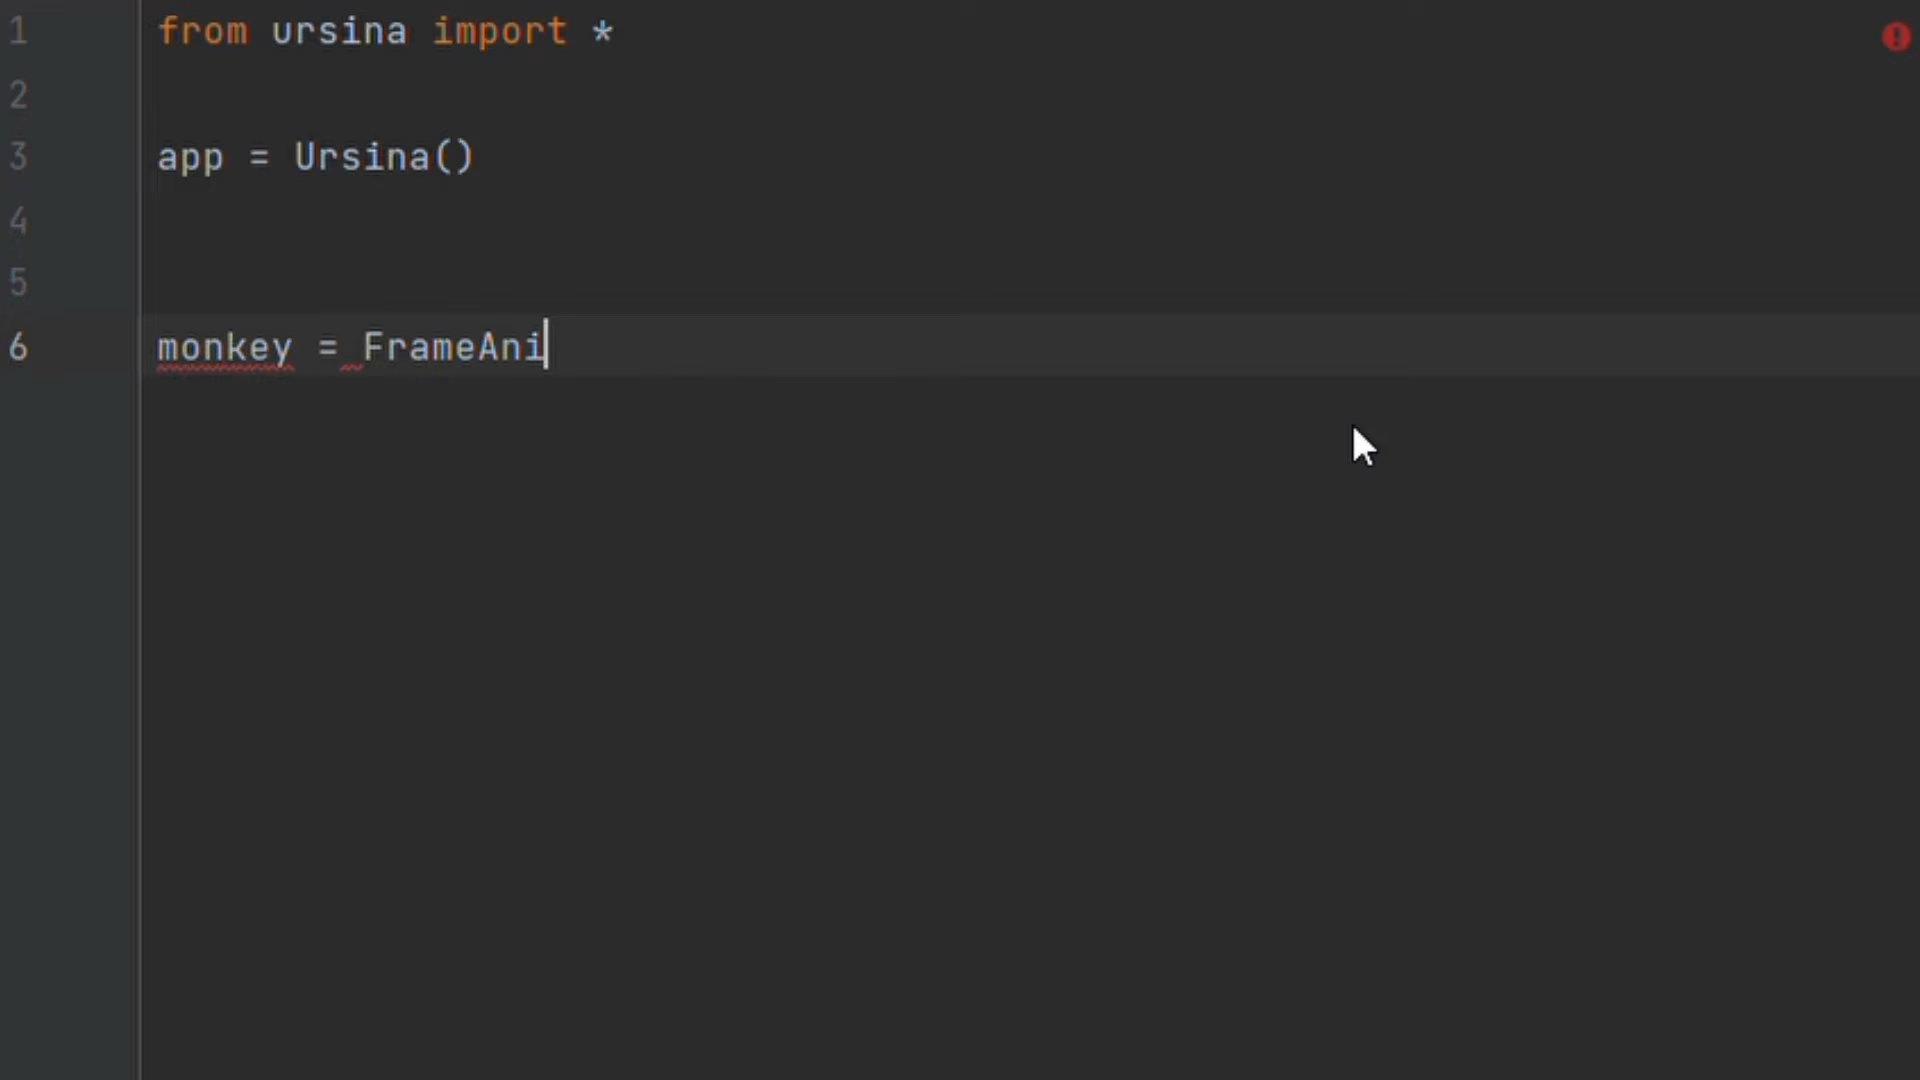 1 from ursina import *
2
3 app = Ursina()
4
5
6 monkey = FrameAni